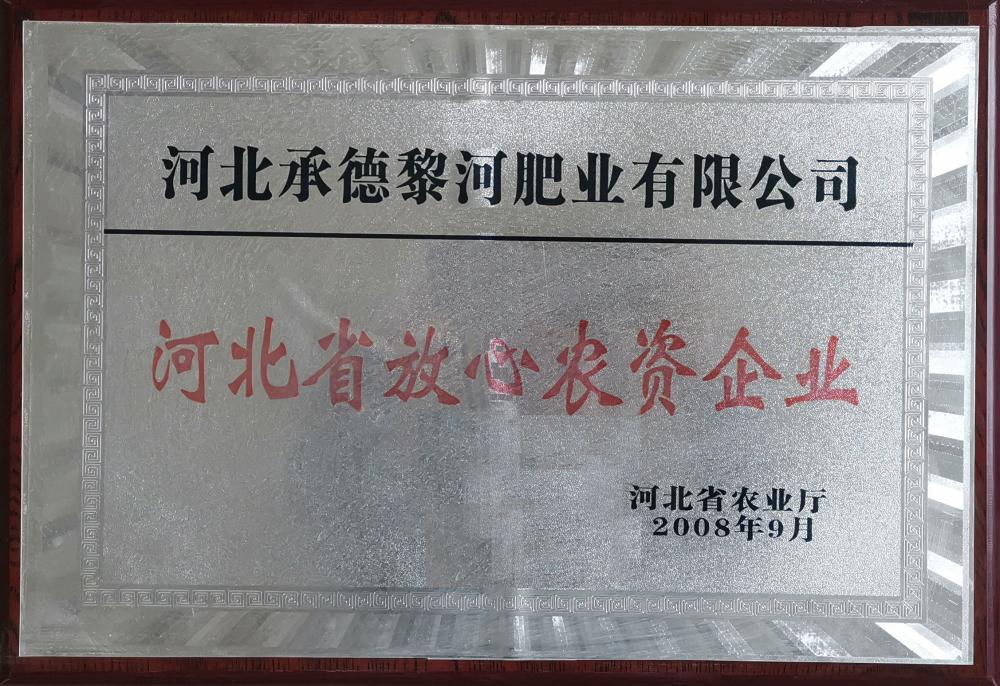 河北承德黎河肥业有限公司
河北省放心农资企业
河北省农业厅
2008年9月